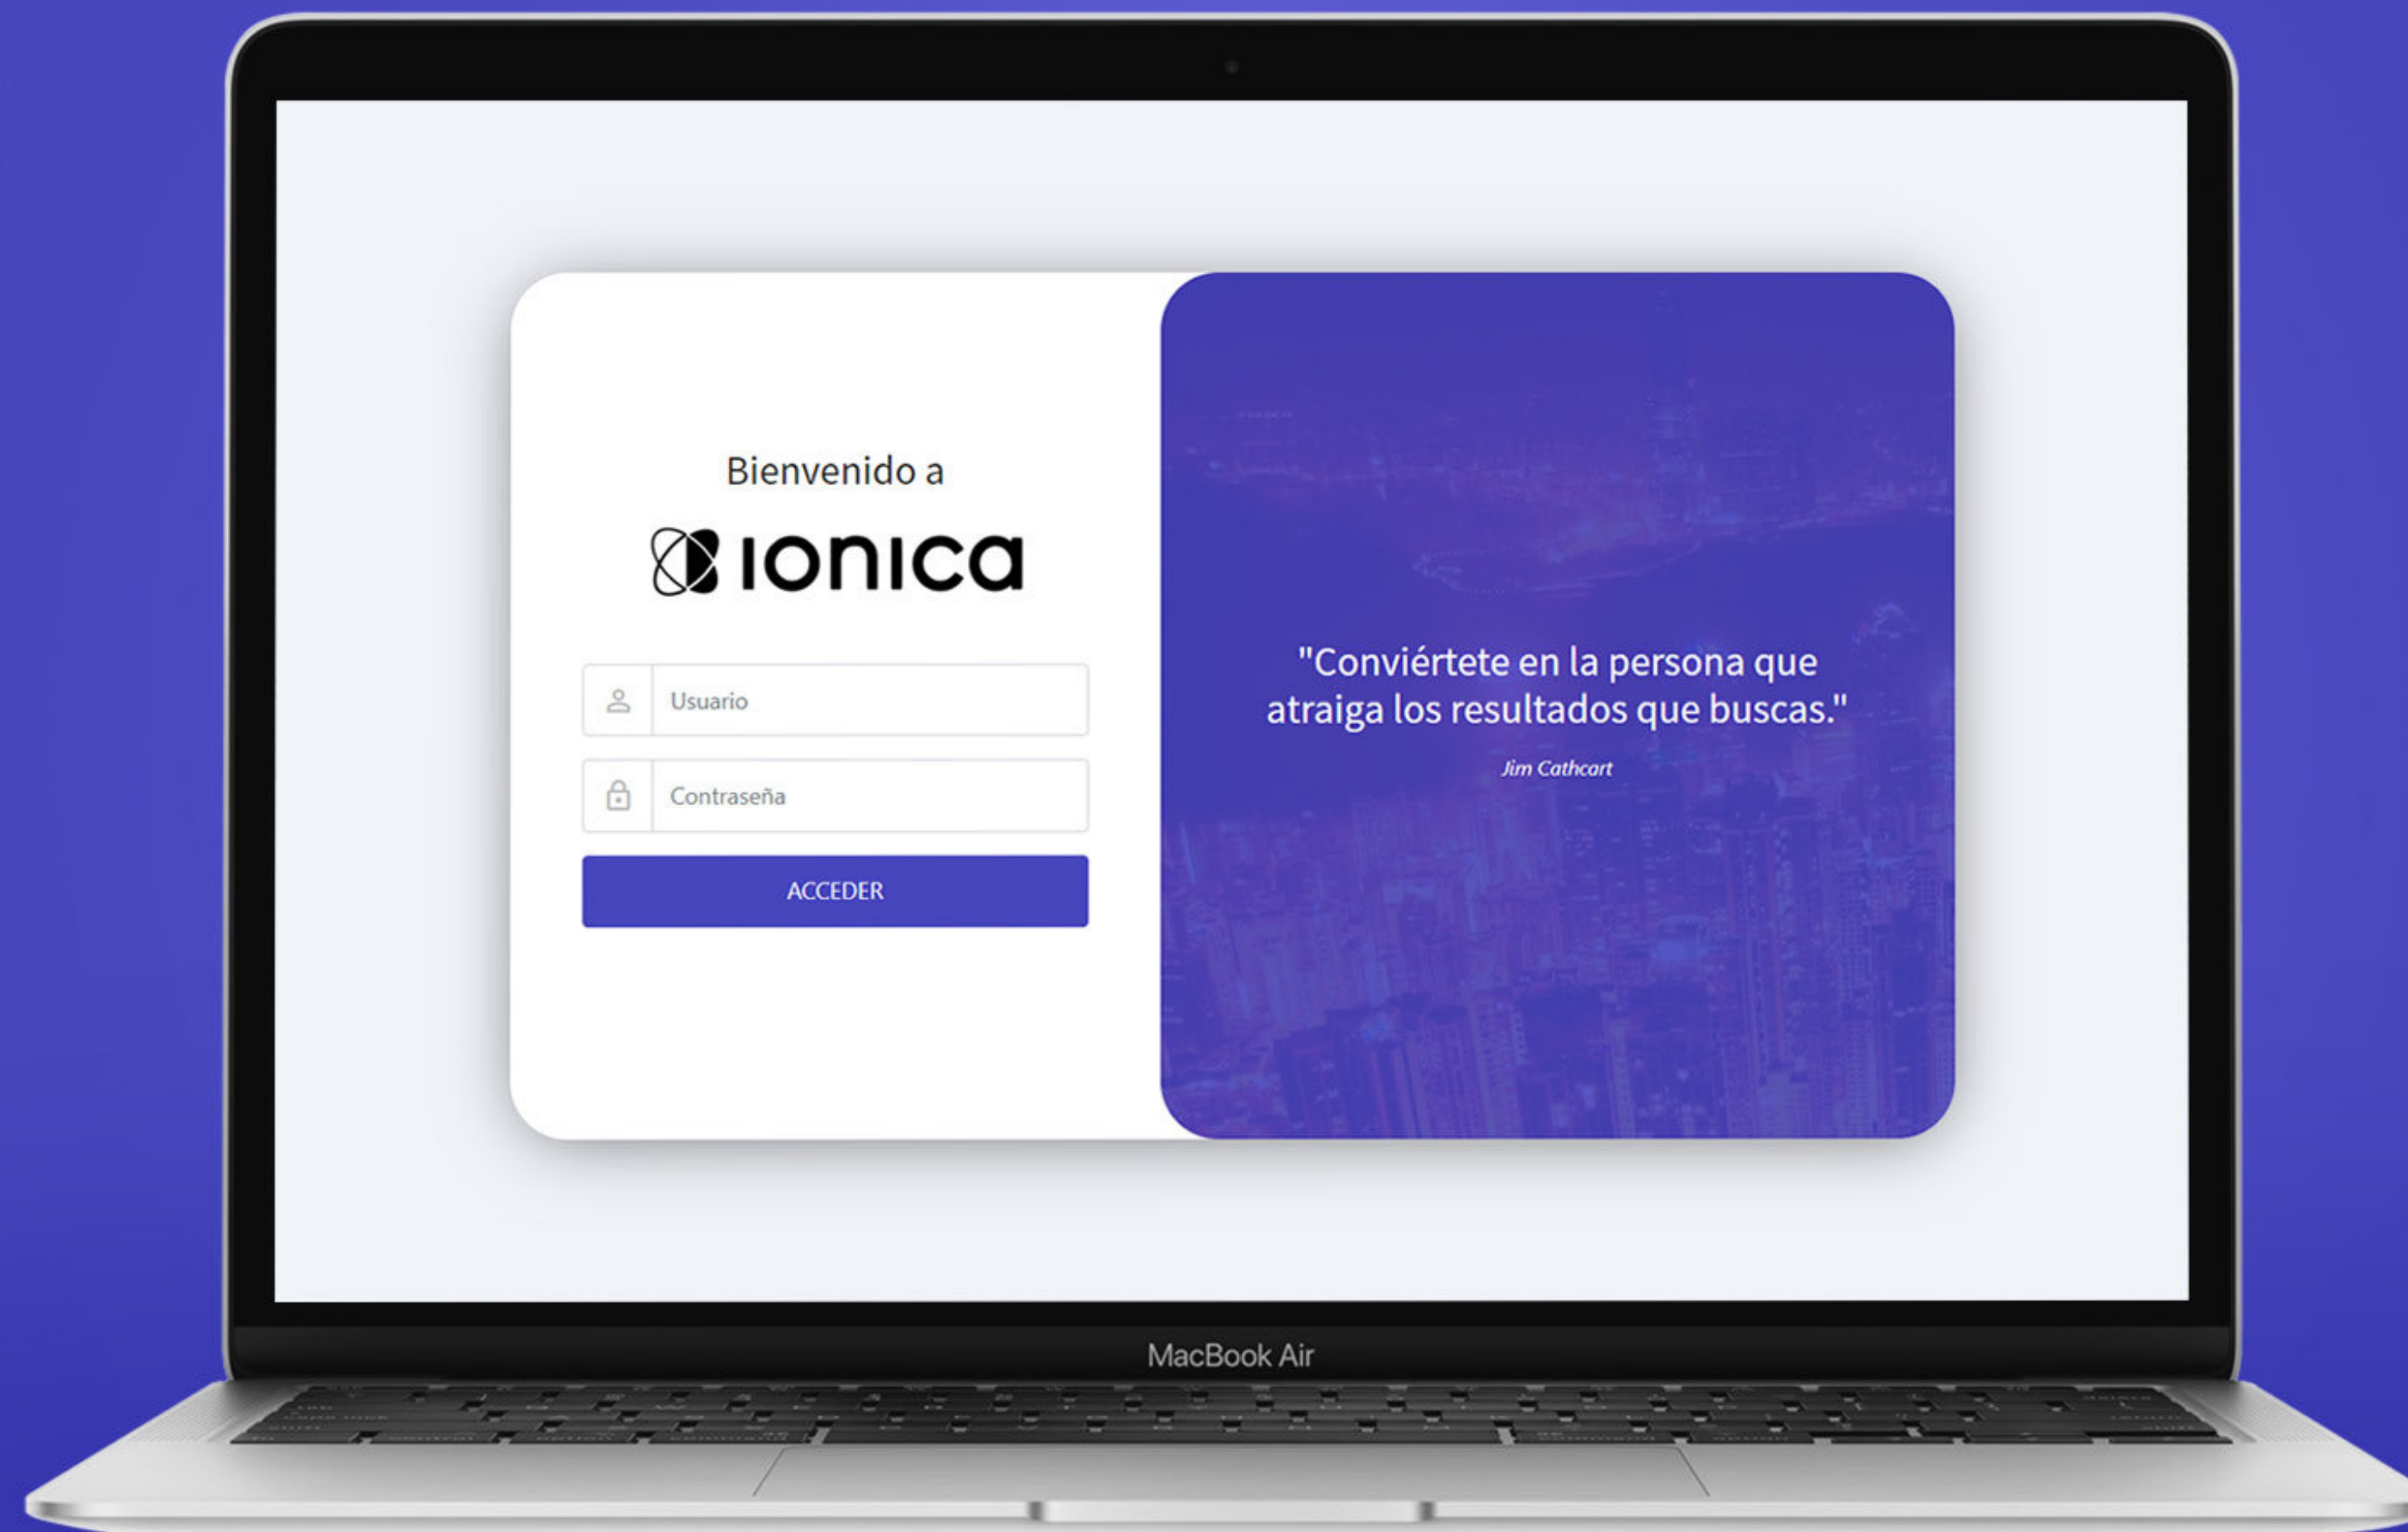 Bienvenido a
ionica
Usuario
Contraseña
ACCEDER
"Conviértete en la persona que
atraiga los resultados que buscas."
Jim Cathcart
MacBook Air